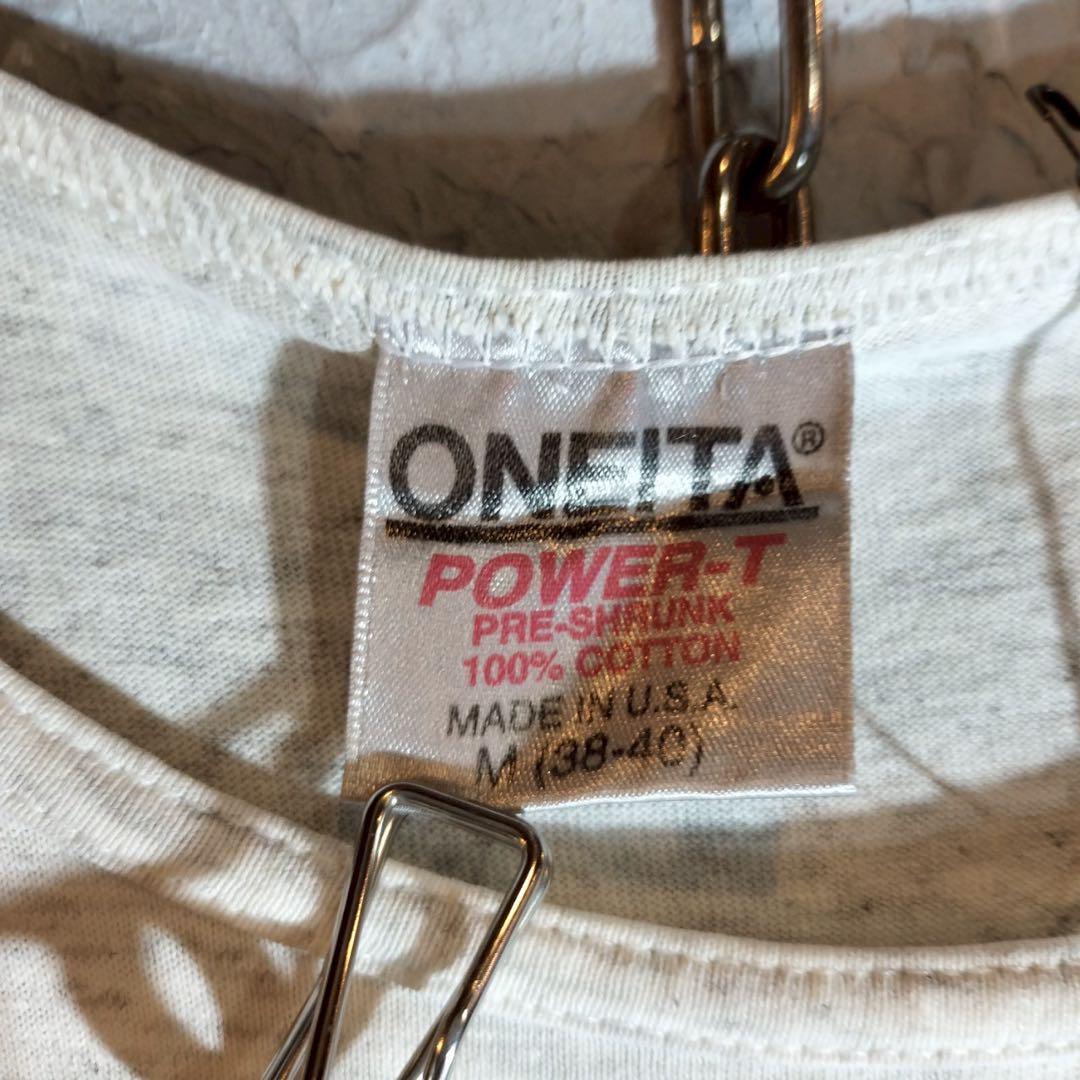 ONEITA®
POWER-T
PRE-SHRUNK
100% COTTON
MADE IN U.S.A.
M (38-40)